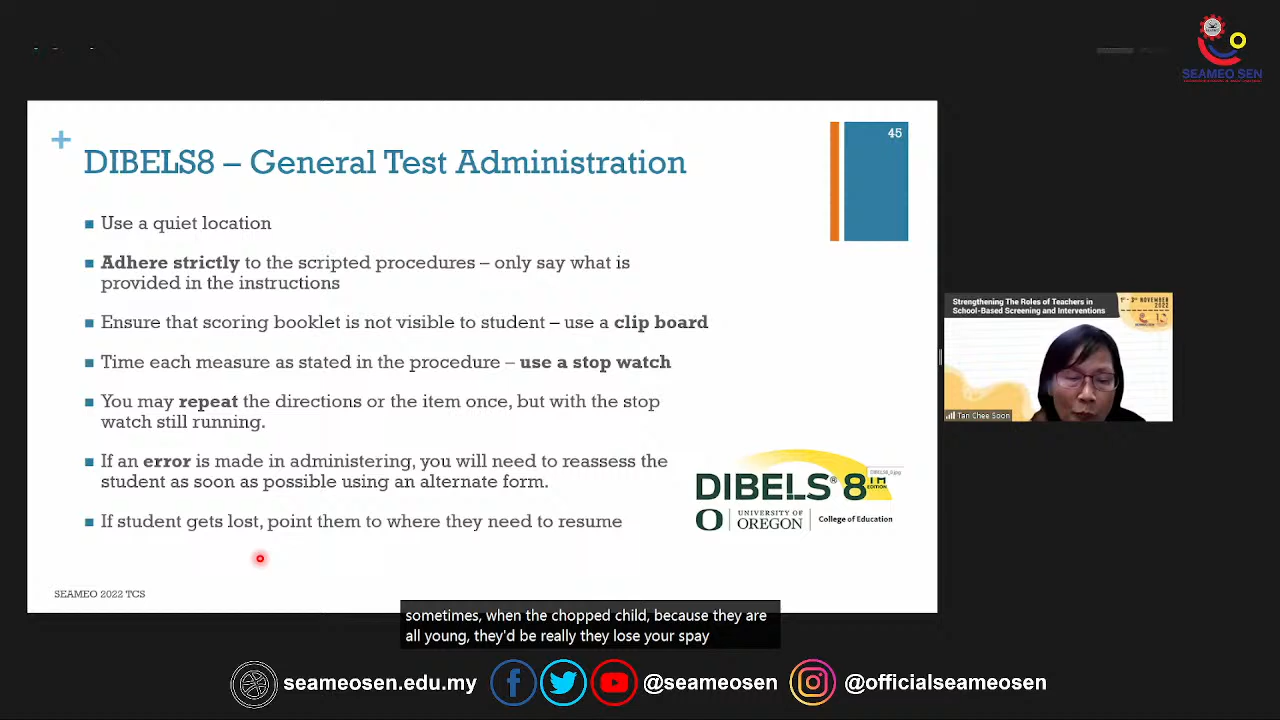 SEAMEO SEN
45
+
DIBELS8 – General Test Administration
■ Use a quiet location
■ Adhere strictly to the scripted procedures – only say what is
provided in the instructions
■ Ensure that scoring booklet is not visible to student – use a clip board
■ Time each measure as stated in the procedure – use a stop watch
■ You may repeat the directions or the item once, but with the stop
watch still running.
■ If an error is made in administering, you will need to reassess the
student as soon as possible using an alternate form.
■ If student gets lost, point them to where they need to resume
DIBELS® 8TH
EDITION
O UNIVERSITY OF
OREGON
College of Education
SEAMEO 2022 TCS
Strengthening The Roles of Teachers in
School-Based Screening and Interventions
1st - 3rd NOVEMBER
2022
Tan Chee Soon
sometimes, when the chopped child, because they are
all young, they'd be really they lose your spay
seameosen.edu.my
@seameosen
@officialseameosen